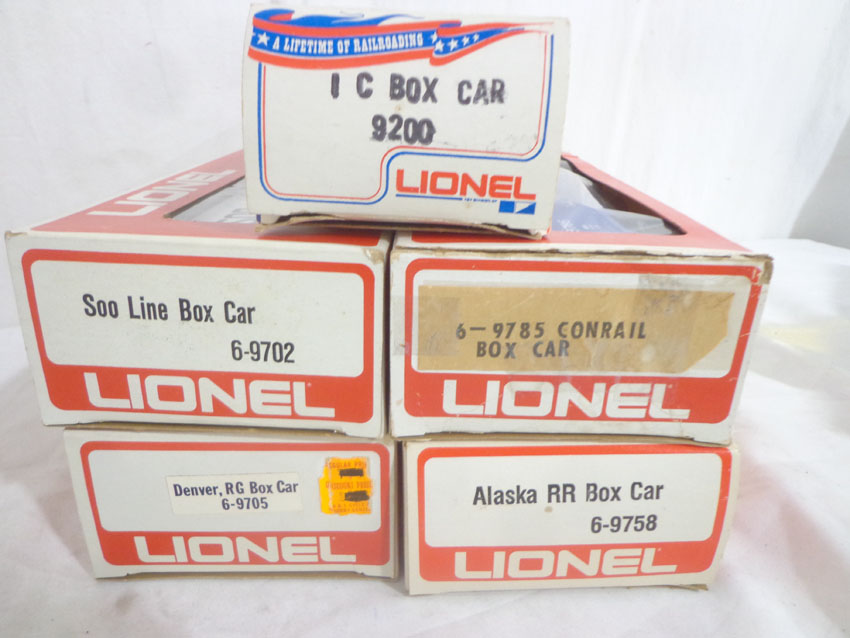 A LIFETIME OF RAILROADING
I C BOX CAR
9200
LIONEL
Soo Line Box Car
6-9702
LIONEL
6-9785 CONRAIL
BOX CAR
LIONEL
Denver, RG Box Car
6-9705
LIONEL
Alaska RR Box Car
6-9758
LIONEL